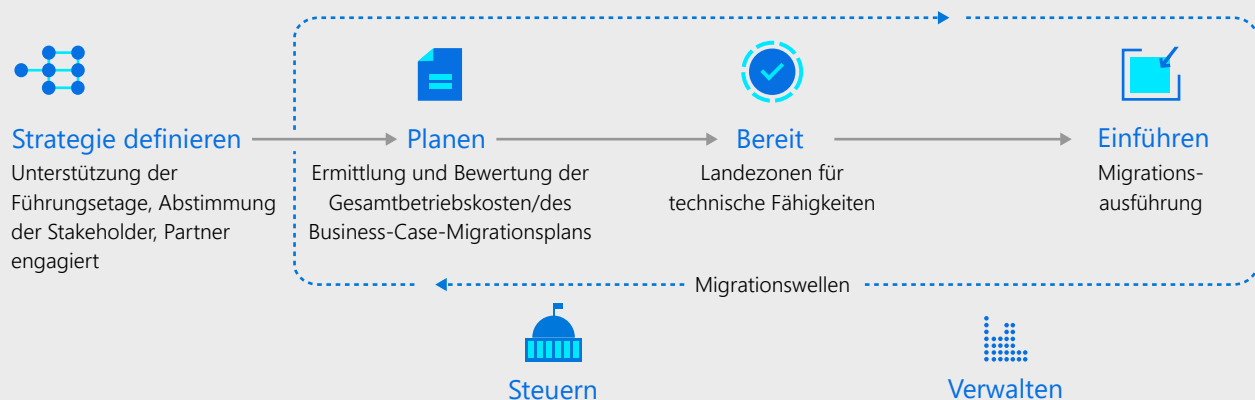 Strategie definieren
Unterstützung der
Führungsetage, Abstimmung
der Stakeholder, Partner
engagiert
Planen
Ermittlung und Bewertung der
Gesamtbetriebskosten/des
Business-Case-Migrationsplans
Bereit
Landezonen für
technische Fähigkeiten
Einführen
Migrations-
ausführung
Migrationswellen
Steuern
Verwalten